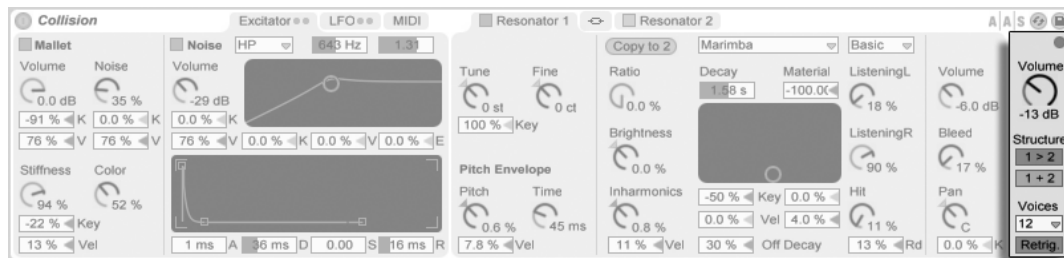 Collision
Excitator
LFO
MIDI
Resonator 1
Resonator 2
A A S
Mallet
Volume
0.0 dB
-91 % K
76 % V
Noise
35 %
0.0 % K
76 % V
Stiffness
94 %
-22 % Key
13 % Vel
Color
52 %
Noise
HP
643 Hz
1.31
Volume
-29 dB
0.0 % K
76 % V
0.0 % K
0.0 % V
0.0 % E
1 ms A
36 ms D
0.00 S
16 ms R
Tune
0 st
100 % Key
Fine
0 ct
Pitch Envelope
Pitch
0.6 %
7.8 % Vel
Time
45 ms
Copy to 2
Marimba
Basic
Ratio
0.0 %
Brightness
0.0 %
Inharmonics
0.8 %
11 % Vel
Decay
1.58 s
Material
-100.0
-50 % Key 0.0 %
0.0 % Vel 4.0 %
30 % Off Decay
ListeningL
18 %
ListeningR
90 %
Hit
11 %
13 % Rd
Volume
-6.0 dB
Bleed
17 %
Pan
C
0.0 % K
Volume
-13 dB
Structure
1 > 2
1 + 2
Voices
12
Retrig.